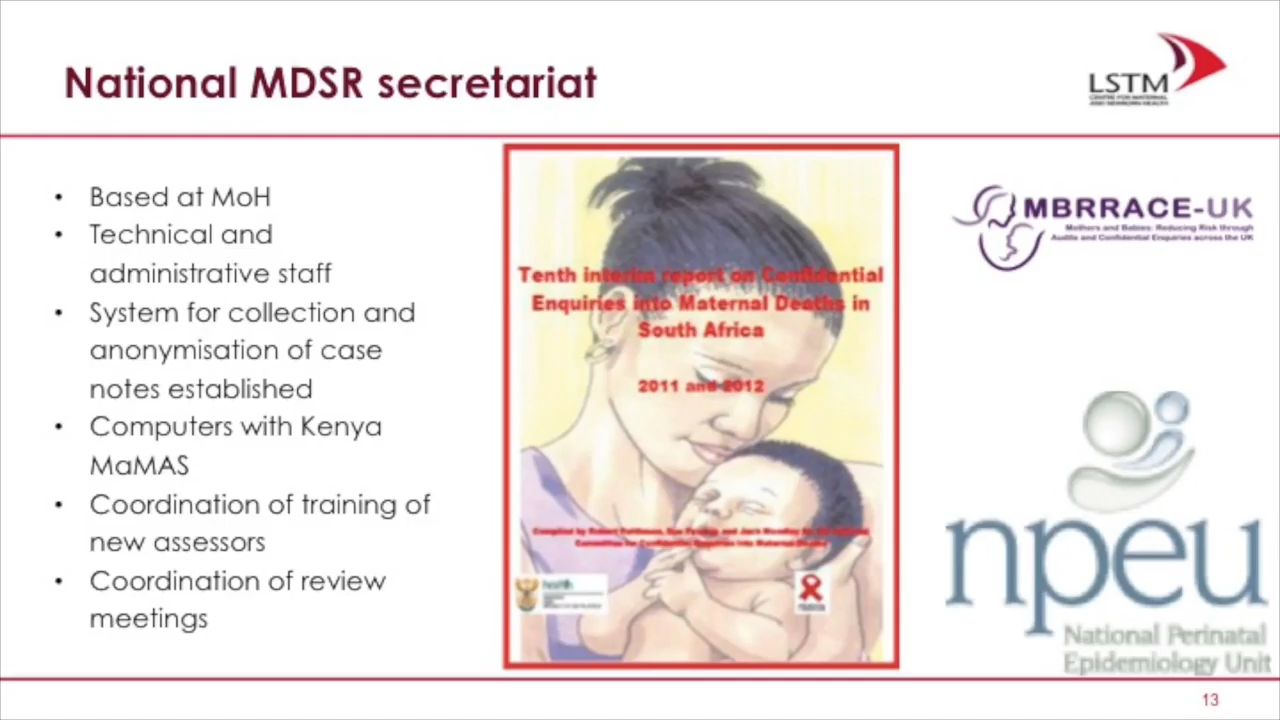 National MDSR secretariat
LSTM
CENTRE FOR MATERNAL
AND NEWBORN HEALTH
• Based at MoH
• Technical and
administrative staff
• System for collection and
anonymisation of case
notes established
• Computers with Kenya
MaMAS
• Coordination of training of
new assessors
• Coordination of review
meetings
Tenth interim report on Confidential
Enquiries into Maternal Deaths in
South Africa
2011 and 2012
Compiled by Robert
health
MBRRACE-UK
Mothers and Babies: Reducing Risk through
Audits and Confidential Enquiries across the UK
npeu
National Perinatal
Epidemiology Unit
13